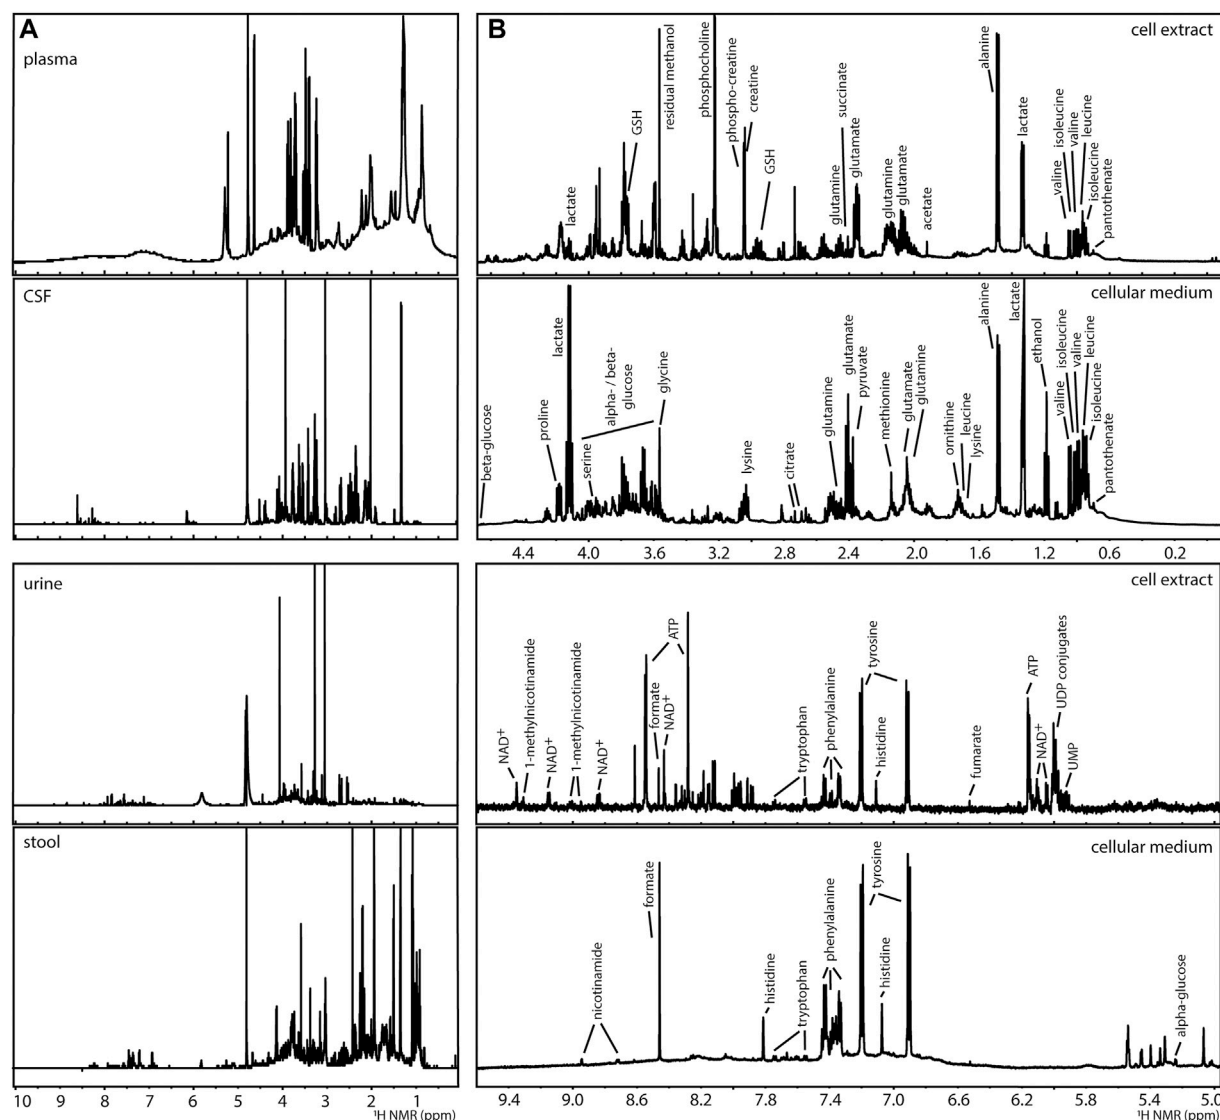 A
plasma
CSF
urine
stool
10 9 8 7 6 5 4 3 2 1
¹H NMR (ppm)
B
cell extract
lactate
GSH
residual methanol
phosphocholine
phospho-creatine
creatine
GSH
glutamine
succinate
glutamate
glutamine
glutamate
acetate
alanine
lactate
valine
isoleucine
valine
leucine
isoleucine
pantothenate
cellular medium
beta-glucose
proline
lactate
serine
alpha- / beta-
glucose
glycine
lysine
citrate
glutamine
glutamate
pyruvate
methionine
glutamate
glutamine
ornithine
leucine
lysine
alanine
lactate
ethanol
valine
isoleucine
valine
leucine
isoleucine
pantothenate
4.4 4.0 3.6 3.2 2.8 2.4 2.0 1.6 1.2 0.8 0.6 0.2
cell extract
NAD⁺
1-methylnicotinamide
NAD⁺
1-methylnicotinamide
NAD⁺
formate
NAD⁺
ATP
tryptophan
phenylalanine
tyrosine
histidine
fumarate
ATP
NAD⁺
UDP conjugates
UMP
cellular medium
nicotinamide
formate
histidine
tryptophan
phenylalanine
tyrosine
histidine
alpha-glucose
9.4 9.0 8.6 8.2 7.8 7.4 7.0 6.6 6.2 5.8 5.4 5.0
¹H NMR (ppm)